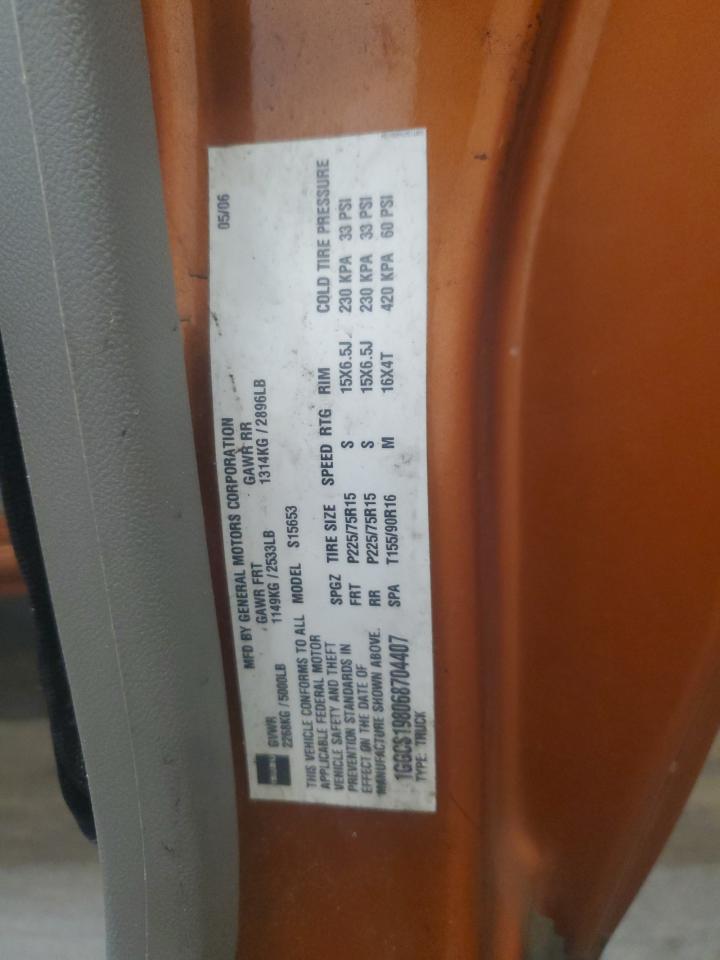 MFD BY GENERAL MOTORS CORPORATION 05/06
GVWR GAWR FRT GAWR RR
2268KG / 5000LB 1149KG / 2533LB 1314KG / 2896LB
THIS VEHICLE CONFORMS TO ALL
APPLICABLE FEDERAL MOTOR
VEHICLE SAFETY AND THEFT
PREVENTION STANDARDS IN
EFFECT ON THE DATE OF
MANUFACTURE SHOWN ABOVE.
1GGCS198068704407
TYPE: TRUCK
MODEL S15653
SPGZ TIRE SIZE SPEED RTG RIM COLD TIRE PRESSURE
FRT P225/75R15 S 15X6.5J 230 KPA 33 PSI
RR P225/75R15 S 15X6.5J 230 KPA 33 PSI
SPA T155/90R16 M 16X4T 420 KPA 60 PSI